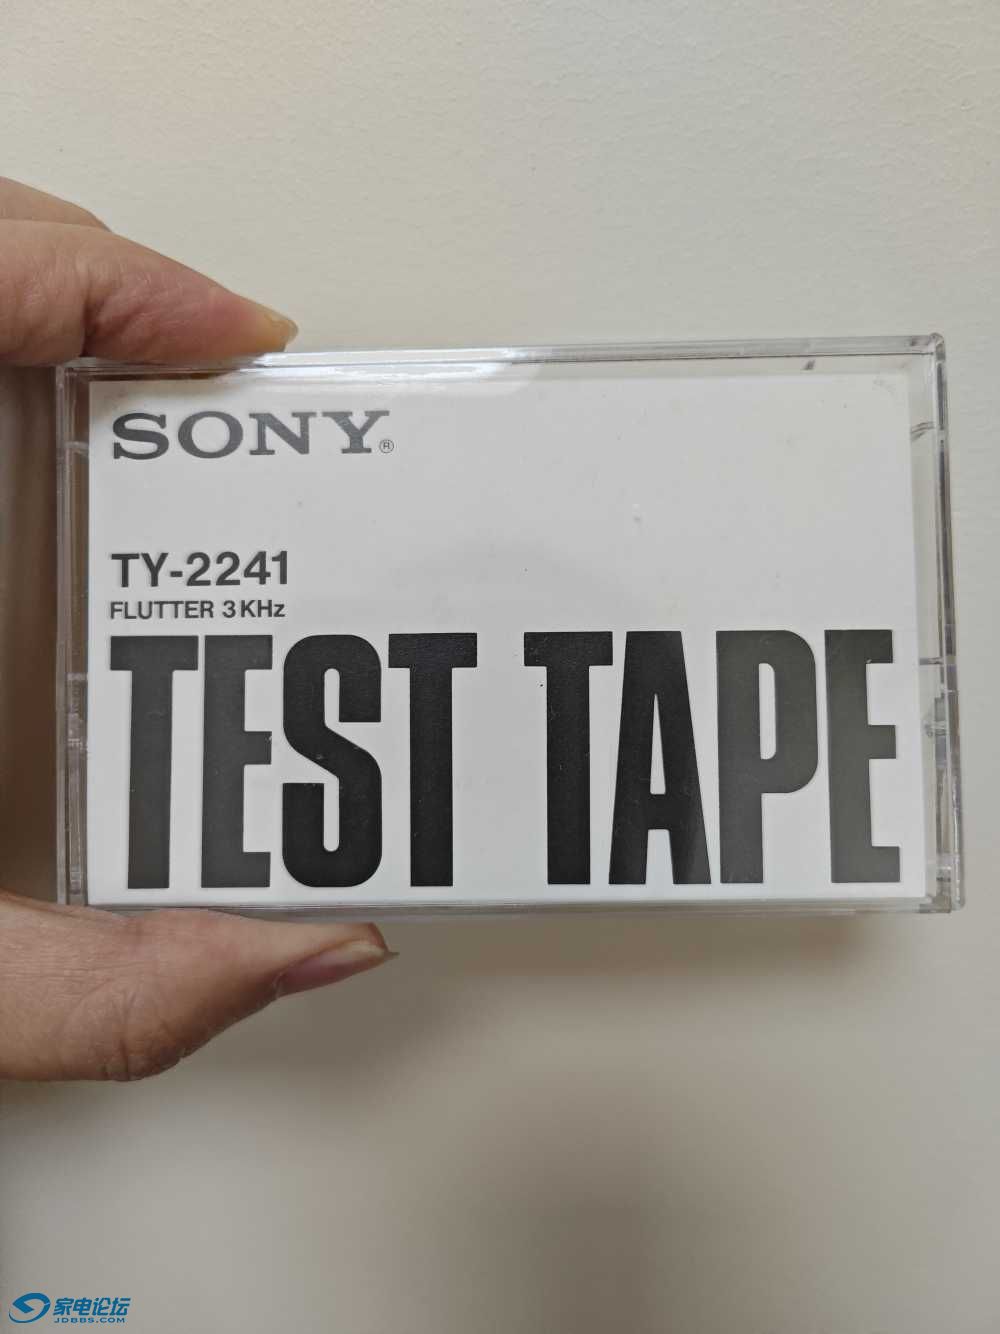 SONY®
TY-2241
FLUTTER 3KHz
TEST TAPE
家电论坛
JDBBS.COM